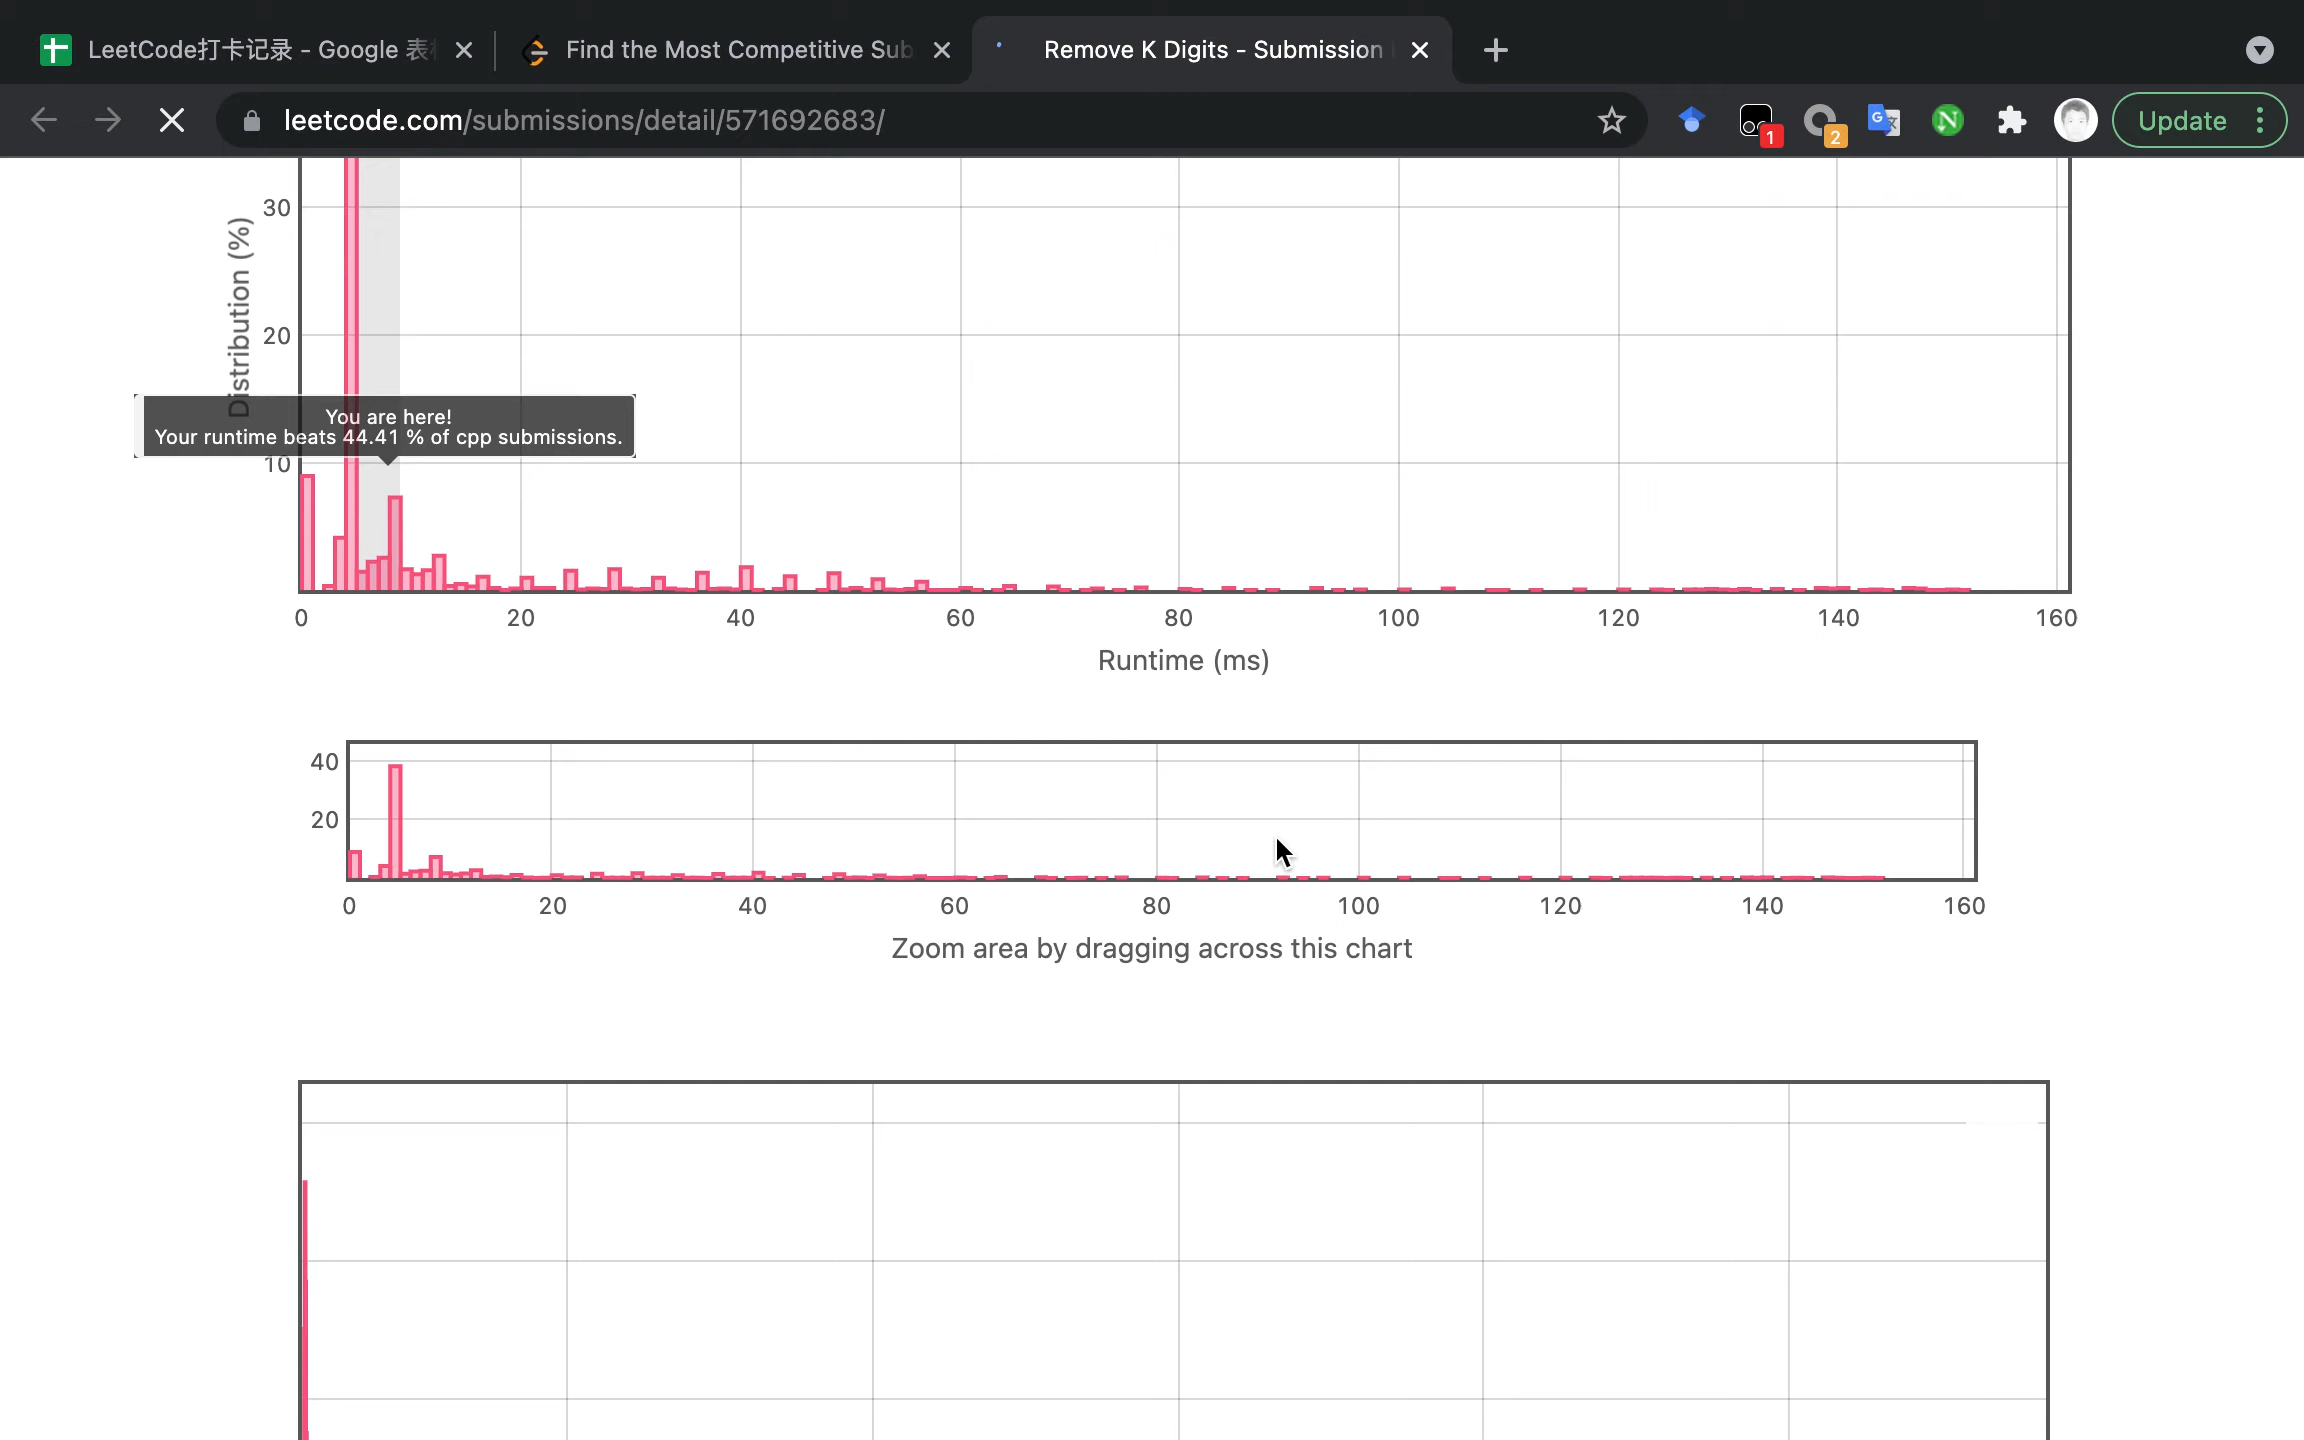 LeetCode打卡记录 - Google 表
Find the Most Competitive Sub
Remove K Digits - Submission
leetcode.com/submissions/detail/571692683/
1
2
Update
Distribution (%)
30
20
10
You are here!
Your runtime beats 44.41 % of cpp submissions.
0 20 40 60 80 100 120 140 160
Runtime (ms)
40
20
0 20 40 60 80 100 120 140 160
Zoom area by dragging across this chart